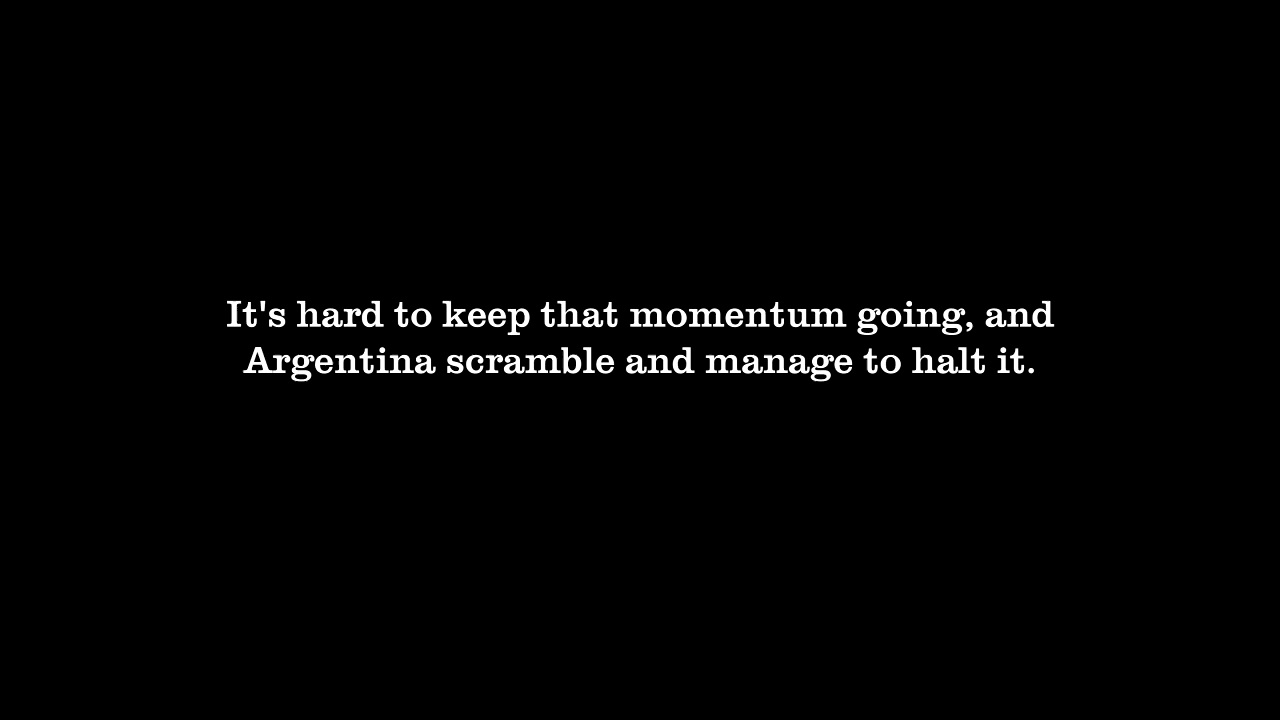 It's hard to keep that momentum going, and
Argentina scramble and manage to halt it.